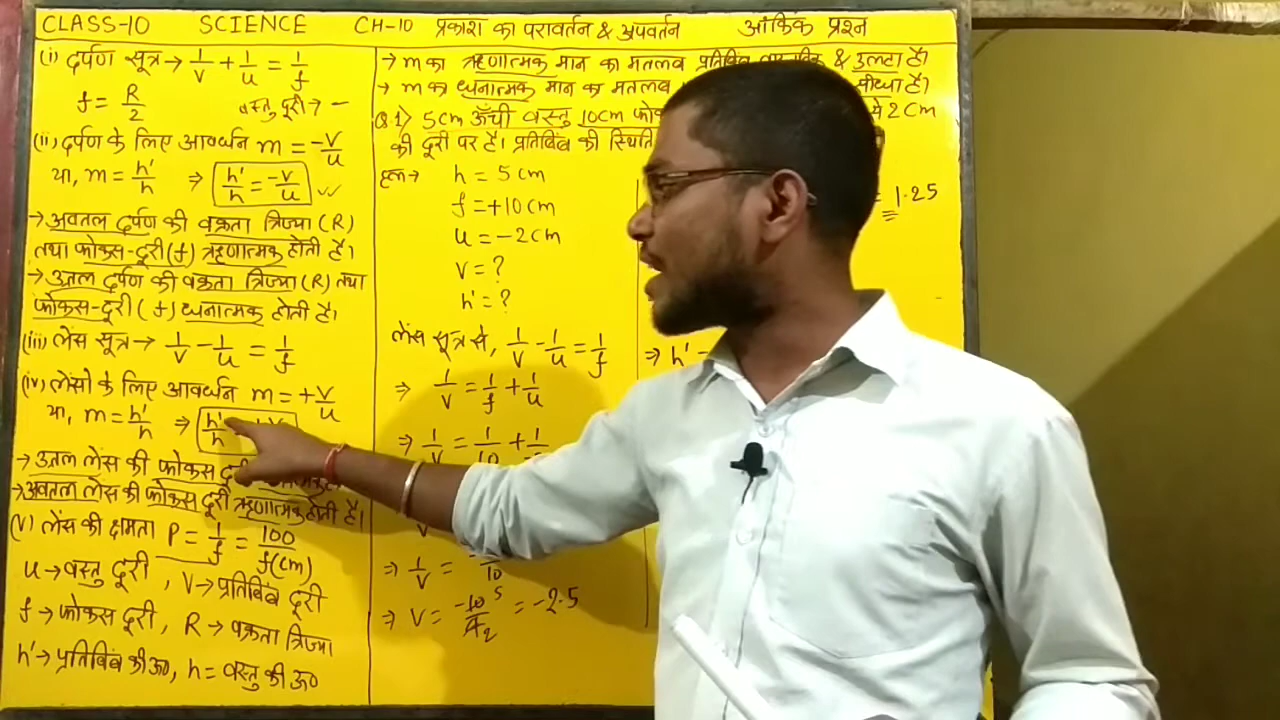 CLASS-10 SCIENCE CH-10 प्रकाश का परावर्तन & अपवर्तन आंकिक प्रश्न
(i) दर्पण सूत्र → 1/v + 1/u = 1/f
f = R/2 वस्तु दूरी → -
(ii) दर्पण के लिए आवर्धन m = -v/u
या, m = h'/h ⇒ h'/h = -v/u ✓✓
→ अवतल दर्पण की वक्रता त्रिज्या (R)
तथा फोकस-दूरी (f) ऋणात्मक होती है।
→ उत्तल दर्पण की वक्रता त्रिज्या (R) तथा
फोकस-दूरी (f) धनात्मक होती है।
(iii) लेंस सूत्र → 1/v - 1/u = 1/f
(iv) लेंसो के लिए आवर्धन m = +v/u
या, m = h'/h ⇒ h'/h
→ उत्तल लेंस की फोकस
→ अवतल लेंस की फोकस दूरी ऋणात्मक होती है।
(v) लेंस की क्षमता P = 1/f = 100/f(cm)
u → वस्तु दूरी, v → प्रतिबिंब दूरी
f → फोकस दूरी, R → वक्रता त्रिज्या
h' → प्रतिबिंब की ऊ०, h = वस्तु की ऊ०
→ m का ऋणात्मक मान का मतलब प्रतिबिंब & उल्टा है।
→ m का धनात्मक मान का मतलब सीधा है।
Q.1> 5cm ऊँची वस्तु 10cm से 2cm
की दूरी पर है। प्रतिबिंब की स्थिति
हल→ h = 5cm
f = +10cm
u = -2cm
v = ?
h' = ?
लेंस सूत्र से, 1/v - 1/u = 1/f
⇒ 1/v = 1/f + 1/u
⇒ 1/v = 1/10 +
⇒ 1/v = 10
⇒ v = -10/4 = -2.5
= 1.25
⇒ h' =